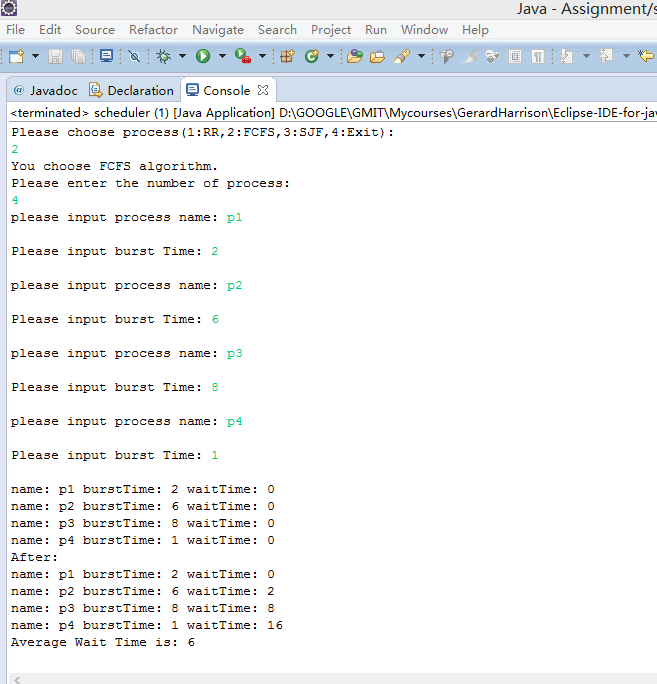 Java - Assignment/s
File Edit Source Refactor Navigate Search Project Run Window Help
@ Javadoc Declaration Console
<terminated> scheduler (1) [Java Application] D:\GOOGLE\GMIT\Mycourses\GerardHarrison\Eclipse-IDE-for-jav
Please choose process(1:RR,2:FCFS,3:SJF,4:Exit):
2
You choose FCFS algorithm.
Please enter the number of process:
4
please input process name: p1
Please input burst Time: 2
please input process name: p2
Please input burst Time: 6
please input process name: p3
Please input burst Time: 8
please input process name: p4
Please input burst Time: 1
name: p1 burstTime: 2 waitTime: 0
name: p2 burstTime: 6 waitTime: 0
name: p3 burstTime: 8 waitTime: 0
name: p4 burstTime: 1 waitTime: 0
After:
name: p1 burstTime: 2 waitTime: 0
name: p2 burstTime: 6 waitTime: 2
name: p3 burstTime: 8 waitTime: 8
name: p4 burstTime: 1 waitTime: 16
Average Wait Time is: 6